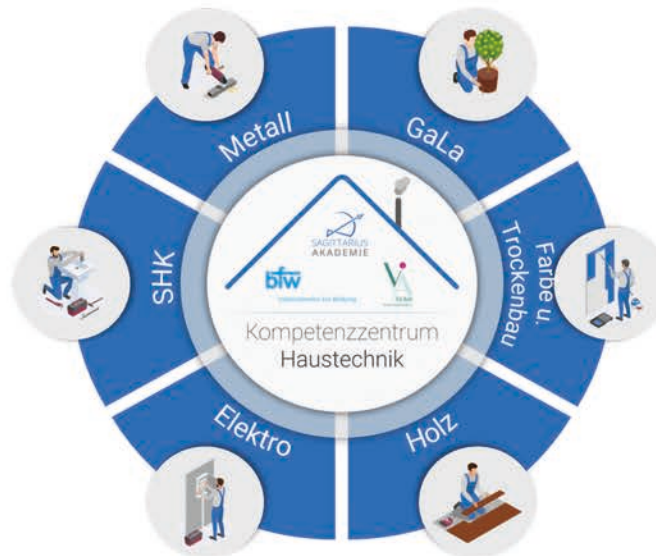 Metall
GaLa
SHK
Farbe u.
Trockenbau
Elektro
Holz
SAGITTARIUS
AKADEMIE
bfw
Kompetenzzentrum
Haustechnik